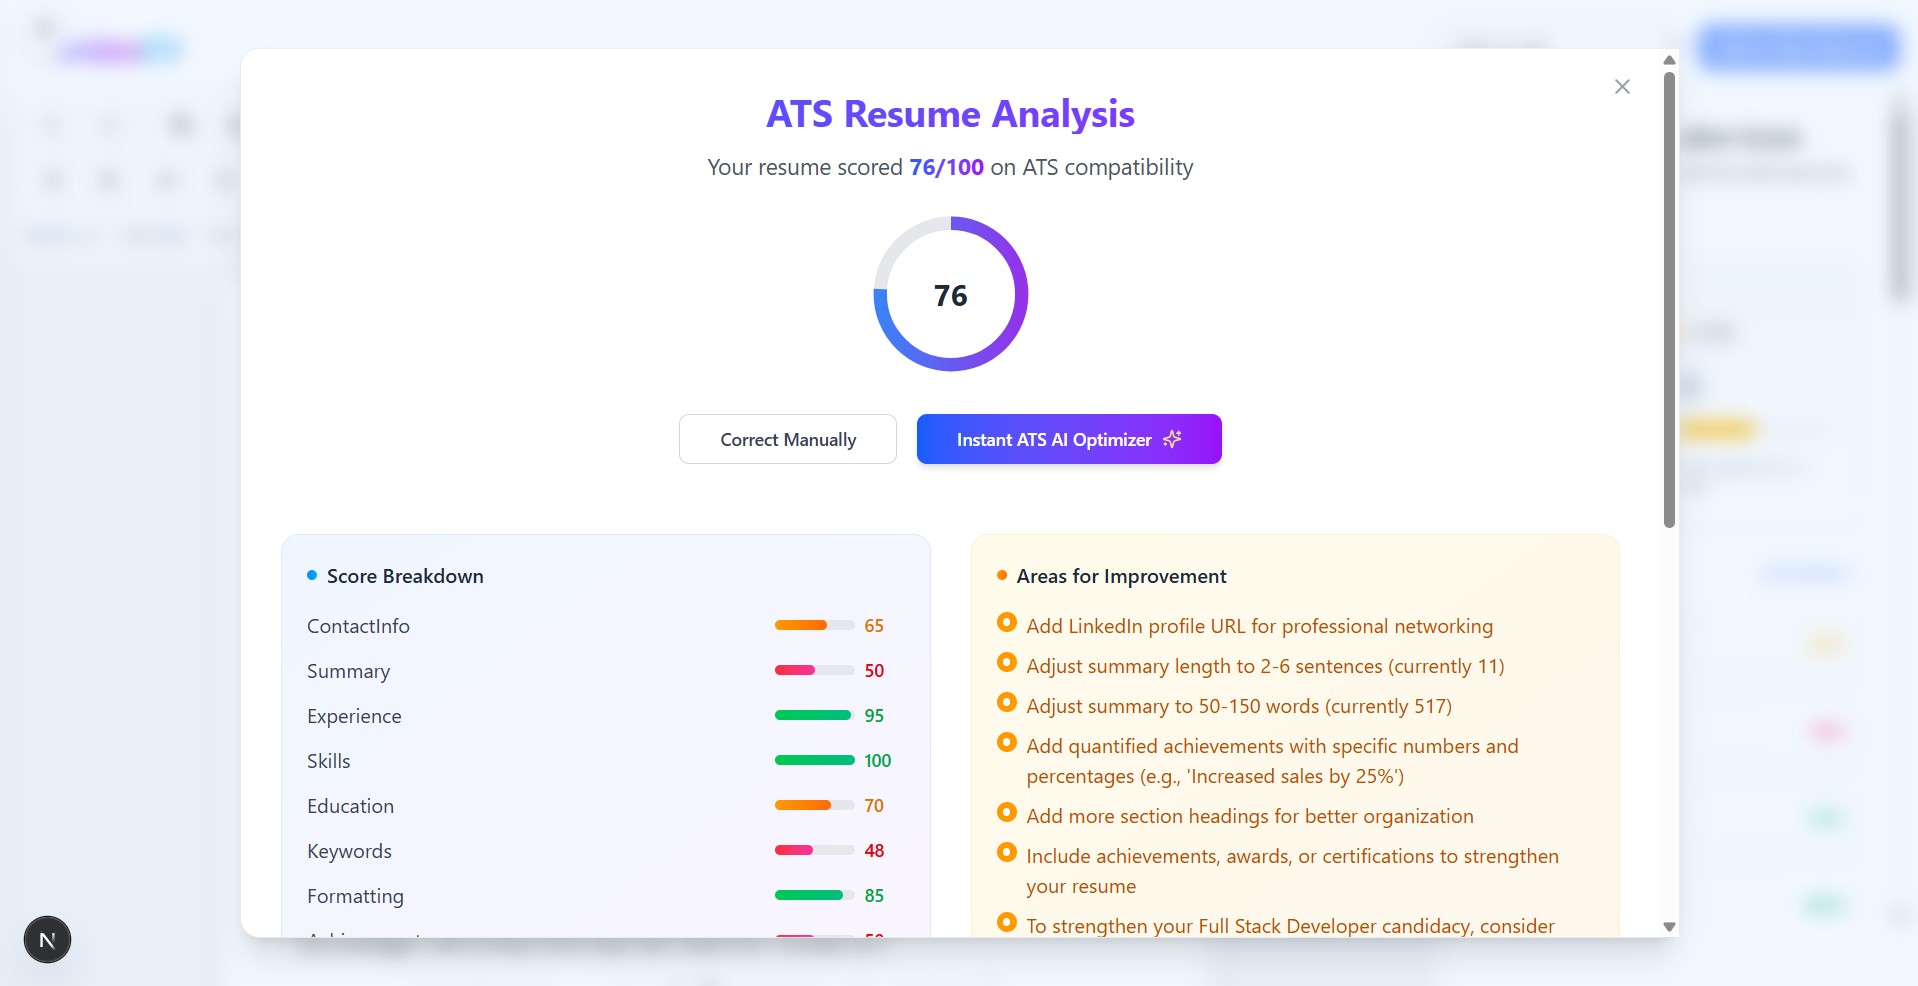 ATS Resume Analysis
Your resume scored 76/100 on ATS compatibility
76
Correct Manually
Instant ATS AI Optimizer
Score Breakdown
ContactInfo 65
Summary 50
Experience 95
Skills 100
Education 70
Keywords 48
Formatting 85
Areas for Improvement
Add LinkedIn profile URL for professional networking
Adjust summary length to 2-6 sentences (currently 11)
Adjust summary to 50-150 words (currently 517)
Add quantified achievements with specific numbers and
percentages (e.g., 'Increased sales by 25%')
Add more section headings for better organization
Include achievements, awards, or certifications to strengthen
your resume
To strengthen your Full Stack Developer candidacy, consider
N